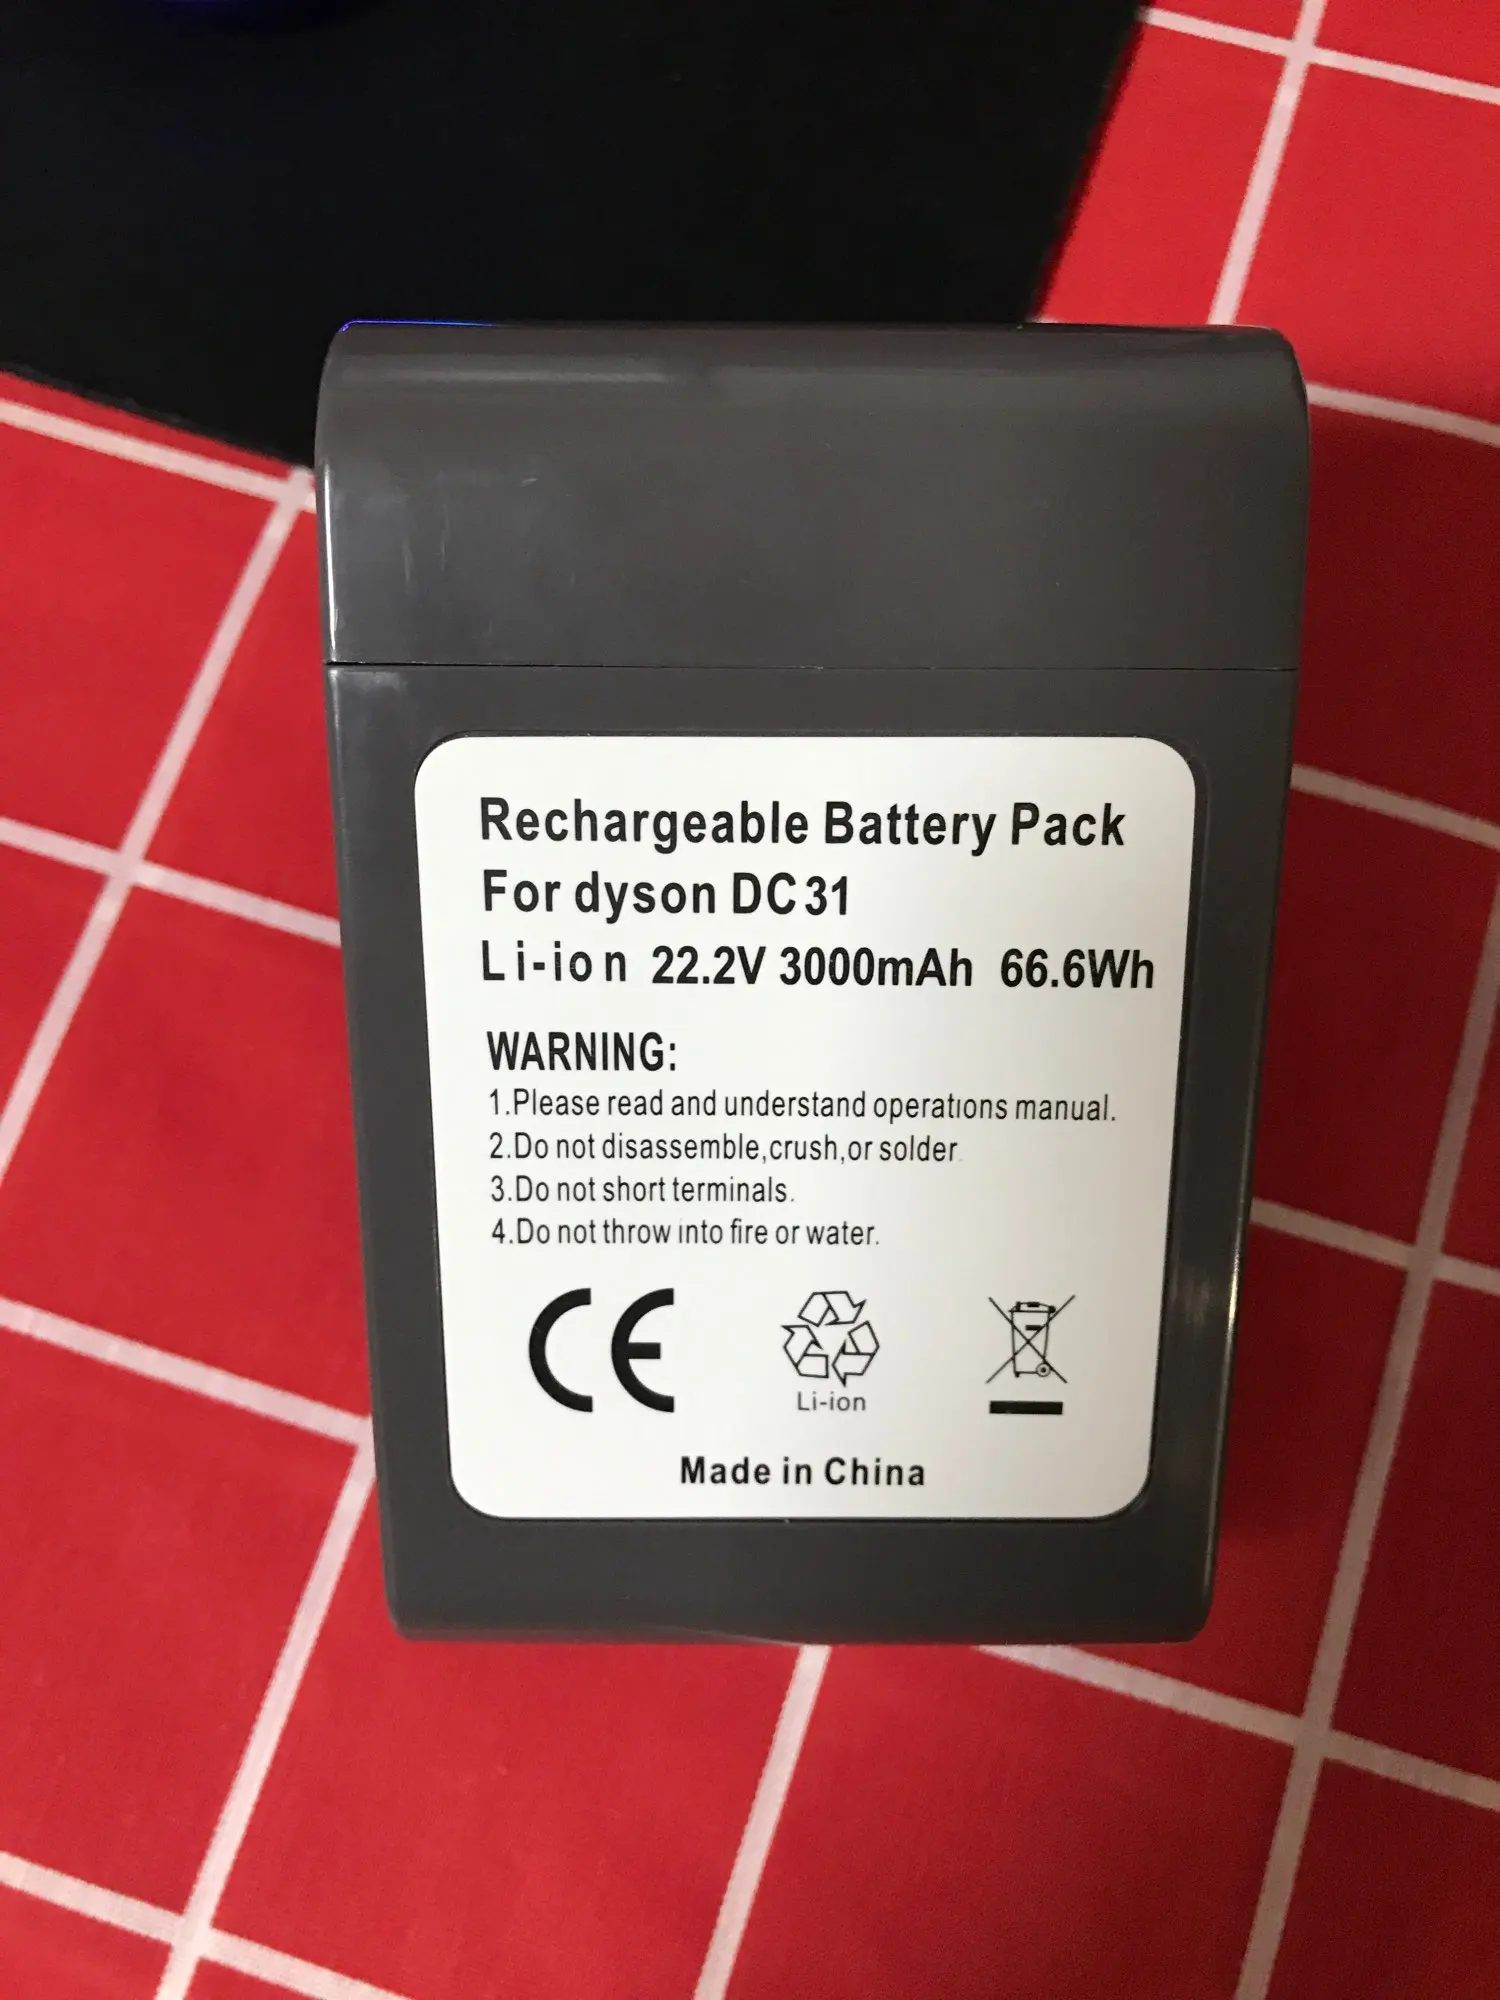 Rechargeable Battery Pack
For dyson DC31
Li-ion 22.2V 3000mAh 66.6Wh
WARNING:
1.Please read and understand operations manual.
2.Do not disassemble,crush,or solder.
3.Do not short terminals.
4.Do not throw into fire or water.
CE
Li-ion
Made in China